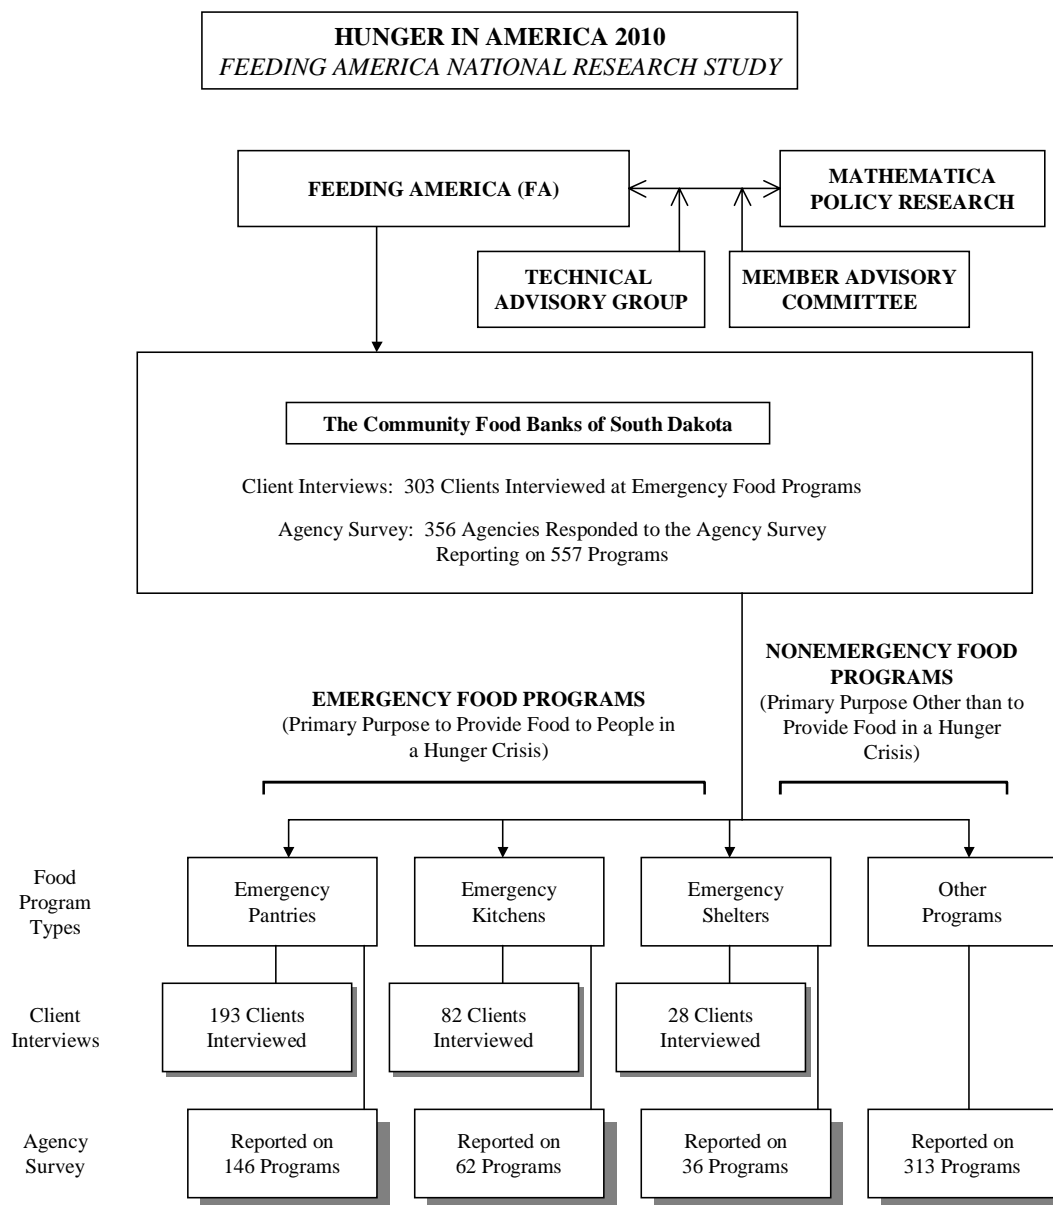 HUNGER IN AMERICA 2010
FEEDING AMERICA NATIONAL RESEARCH STUDY
FEEDING AMERICA (FA)
MATHEMATICA
POLICY RESEARCH
TECHNICAL
ADVISORY GROUP
MEMBER ADVISORY
COMMITTEE
The Community Food Banks of South Dakota
Client Interviews:  303 Clients Interviewed at Emergency Food Programs
Agency Survey:  356 Agencies Responded to the Agency Survey
Reporting on 557 Programs
EMERGENCY FOOD PROGRAMS
(Primary Purpose to Provide Food to People in
a Hunger Crisis)
NONEMERGENCY FOOD
PROGRAMS
(Primary Purpose Other than to
Provide Food in a Hunger
Crisis)
Food
Program
Types
Emergency
Pantries
Emergency
Kitchens
Emergency
Shelters
Other
Programs
Client
Interviews
193 Clients
Interviewed
82 Clients
Interviewed
28 Clients
Interviewed
Agency
Survey
Reported on
146 Programs
Reported on
62 Programs
Reported on
36 Programs
Reported on
313 Programs